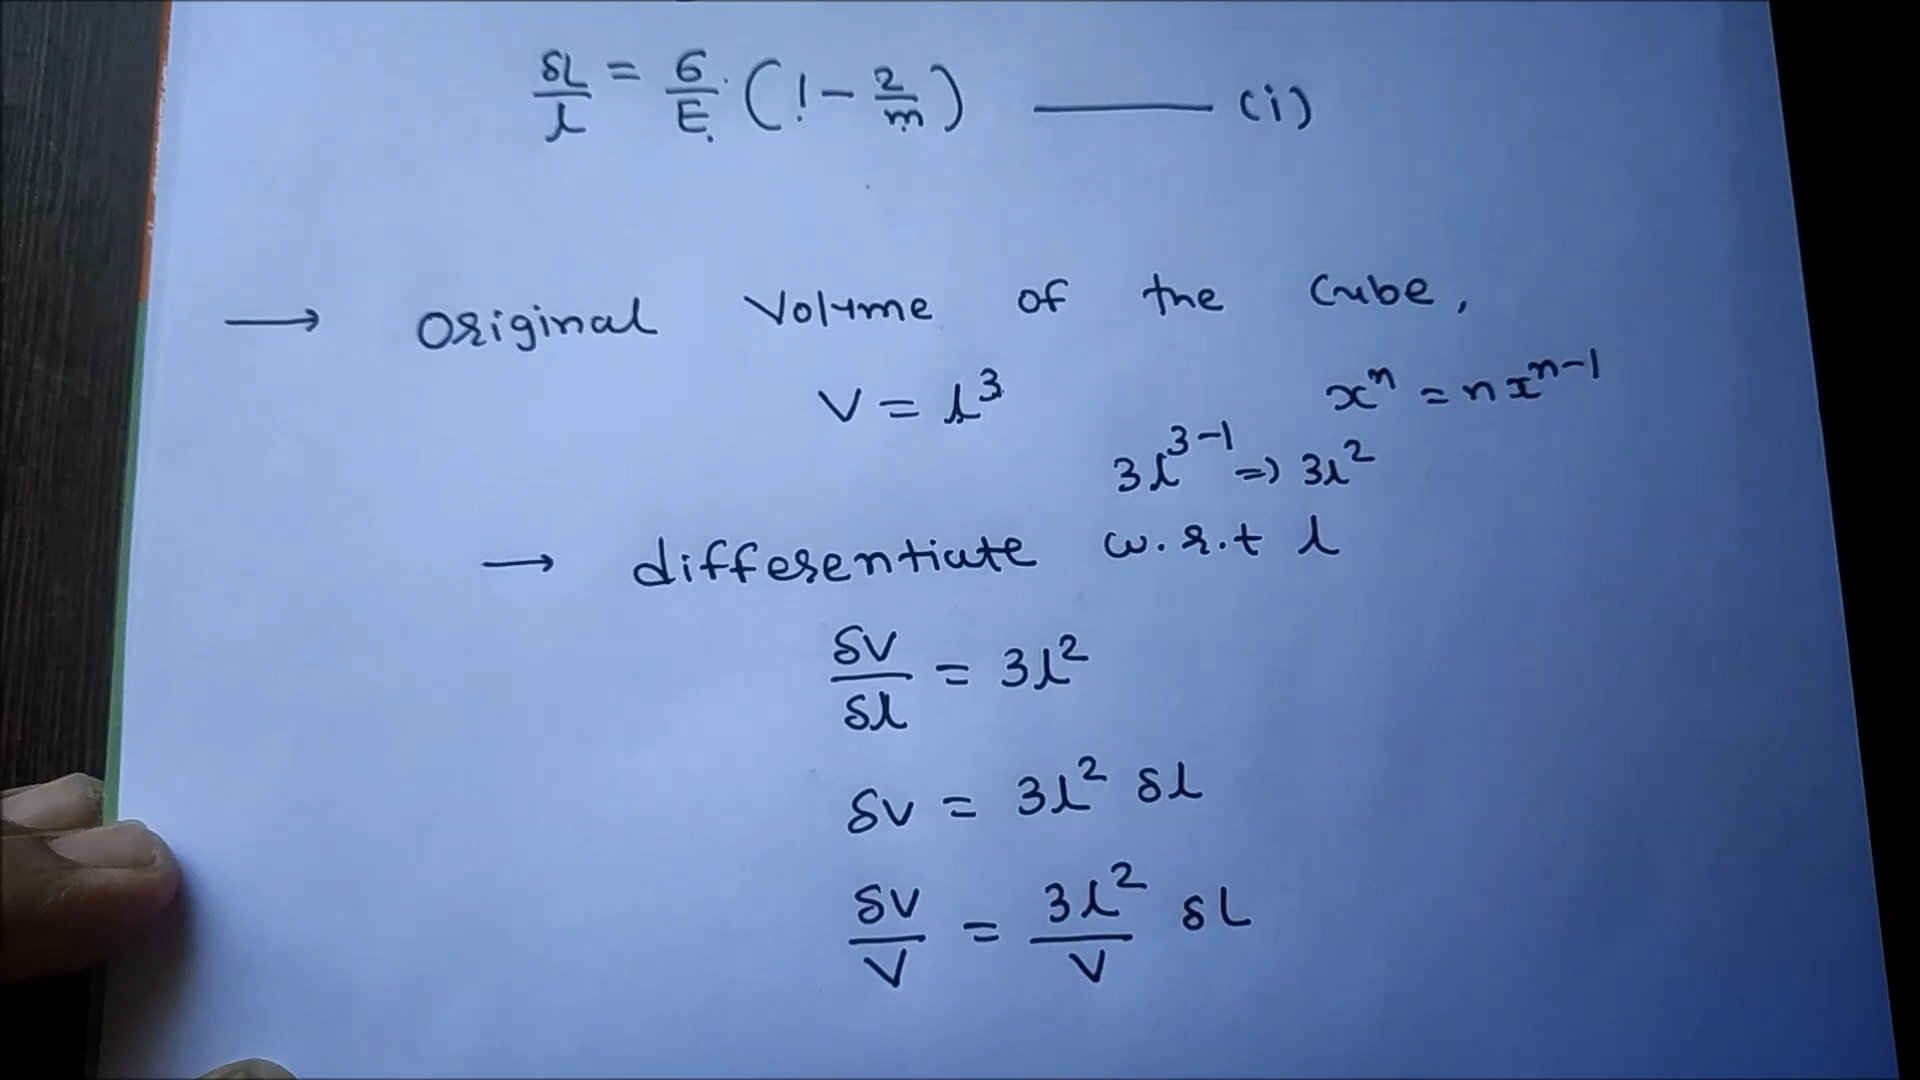 δL/l = σ/E (1 - 2/m) ——— (i)
→ Original Volume of the Cube,
V = l³
xⁿ = nxⁿ⁻¹
3l³⁻¹ => 3l²
→ differentiate w.r.t l
δV/δl = 3l²
δV = 3l² δl
δV/V = 3l²/V δL